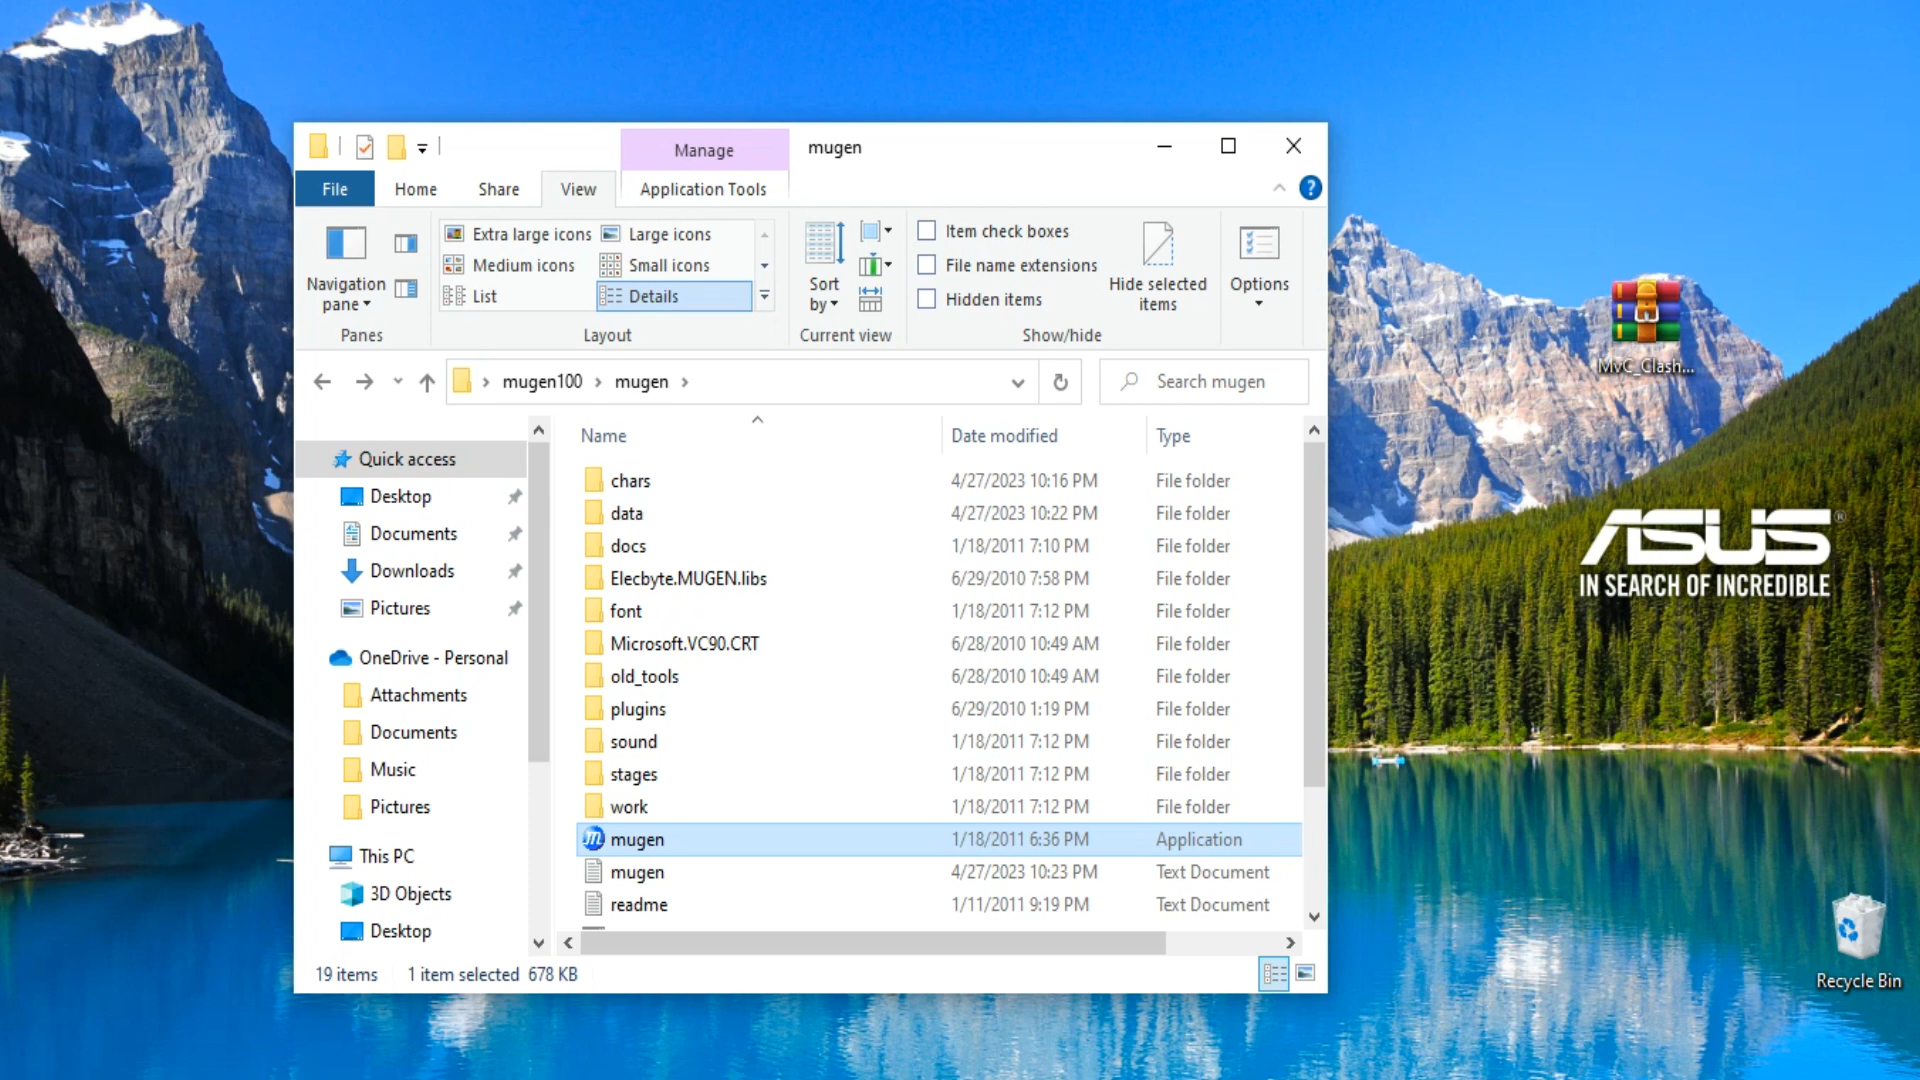 Manage
mugen
File
Home
Share
View
Application Tools
Navigation pane
Extra large icons
Large icons
Medium icons
Small icons
List
Details
Sort by
Item check boxes
File name extensions
Hidden items
Hide selected items
Options
Panes
Layout
Current view
Show/hide
mugen100 > mugen >
Search mugen
Quick access
Desktop
Documents
Downloads
Pictures
OneDrive - Personal
Attachments
Documents
Music
Pictures
This PC
3D Objects
Desktop
Name Date modified Type
chars 4/27/2023 10:16 PM File folder
data 4/27/2023 10:22 PM File folder
docs 1/18/2011 7:10 PM File folder
Elecbyte.MUGEN.libs 6/29/2010 7:58 PM File folder
font 1/18/2011 7:12 PM File folder
Microsoft.VC90.CRT 6/28/2010 10:49 AM File folder
old_tools 6/28/2010 10:49 AM File folder
plugins 6/29/2010 1:19 PM File folder
sound 1/18/2011 7:12 PM File folder
stages 1/18/2011 7:12 PM File folder
work 1/18/2011 7:12 PM File folder
mugen 1/18/2011 6:36 PM Application
mugen 4/27/2023 10:23 PM Text Document
readme 1/11/2011 9:19 PM Text Document
19 items 1 item selected 678 KB
MvC_Clash...
ASUS®
IN SEARCH OF INCREDIBLE
Recycle Bin